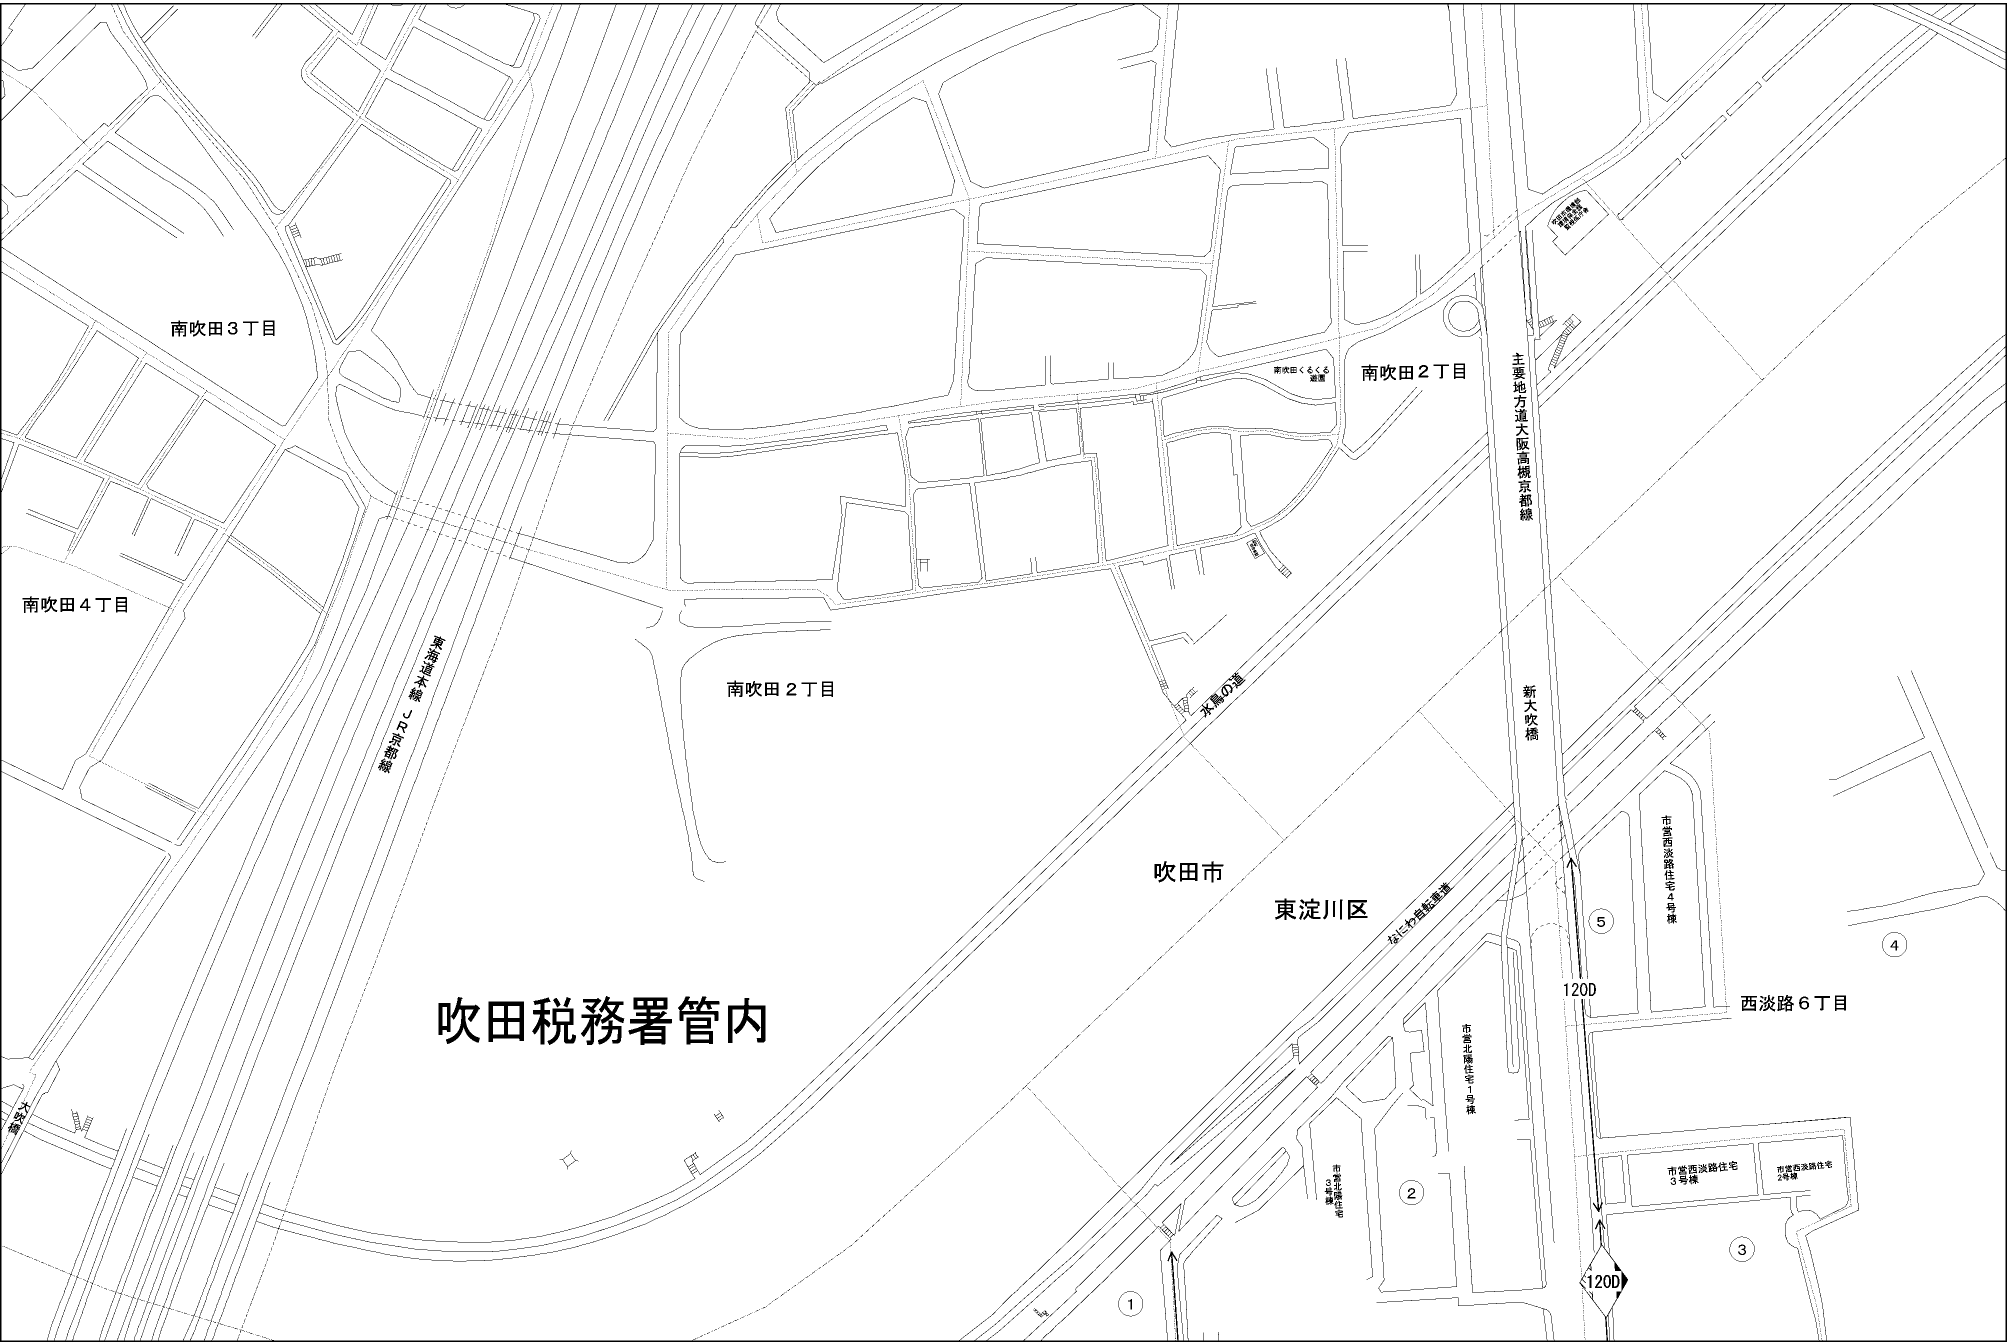 南吹田3丁目
南吹田くるくる
遊園
南吹田2丁目
主要地方道大阪高槻京都線
南吹田4丁目
東海道本線 JR京都線
南吹田2丁目
水鳥の道
新大吹橋
市営西淡路住宅4号棟
吹田市
東淀川区
なにわ自転車道
⑤
④
120D
西淡路6丁目
吹田税務署管内
市営北陽住宅1号棟
大吹橋
市営北陽住宅
3号棟
②
市営西淡路住宅
3号棟
市営西淡路住宅
2号棟
③
①
120D